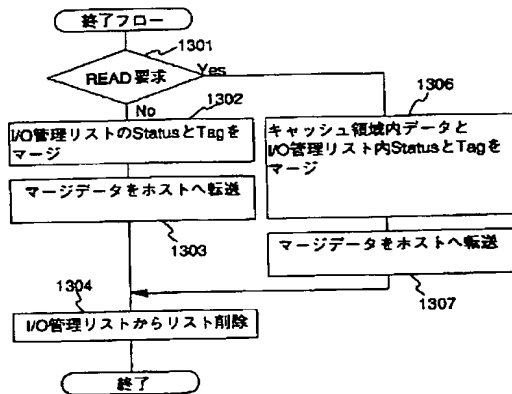 終了フロー
1301
READ 要求
Yes
No
1302
I/O管理リストのStatusとTagを
マージ
マージデータをホストへ転送
1303
1306
キャッシュ領域内データと
I/O管理リスト内StatusとTagを
マージ
マージデータをホストへ転送
1307
1304
I/O管理リストからリスト削除
終了